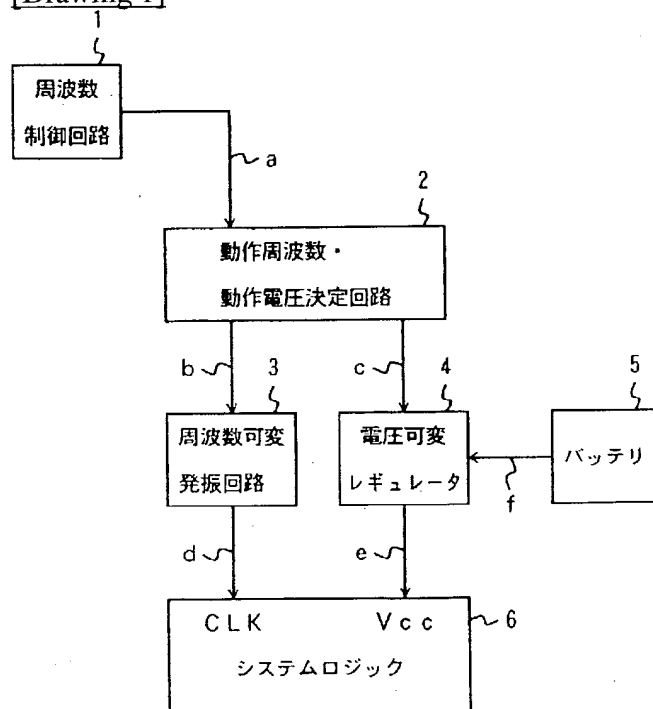 [Drawing 1]
1
周波数
制御回路
a
2
動作周波数・
動作電圧決定回路
b
3
c
4
5
周波数可変
発振回路
電圧可変
レギュレータ
バッテリ
f
d
e
CLK
Vcc
6
システムロジック